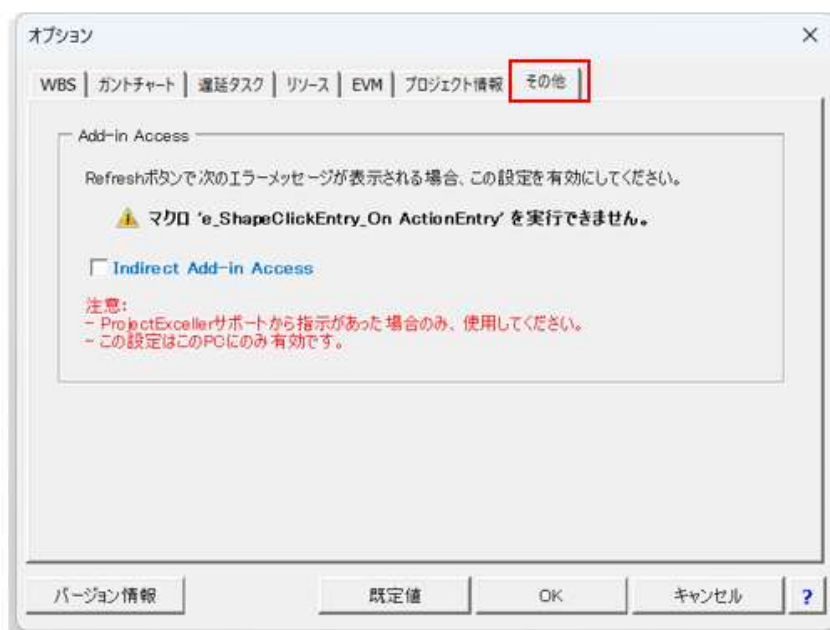 オプション
WBS ガントチャート 遅延タスク リソース EVM プロジェクト情報 その他
Add-in Access
Refreshボタンで次のエラーメッセージが表示される場合、この設定を有効にしてください。
マクロ 'e_ShapeClickEntry_On ActionEntry' を実行できません。
Indirect Add-in Access
注意:
- ProjectExcellerサポートから指示があった場合のみ、使用してください。
- この設定はこのPCにのみ有効です。
バージョン情報 既定値 OK キャンセル ?